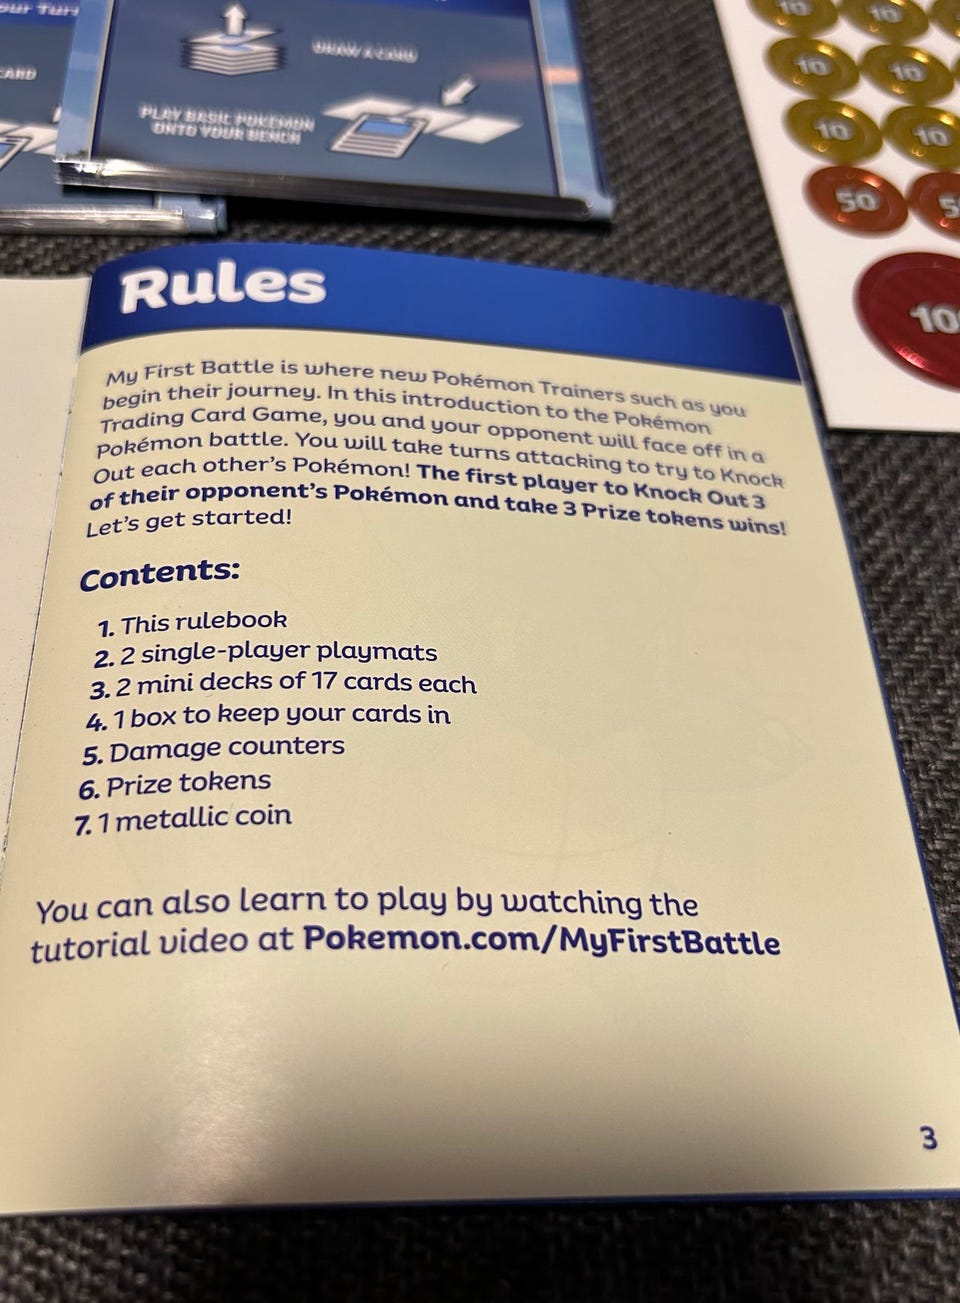 our Turn
CARD
DRAW A CARD
PLAY BASIC POKÉMON
ONTO YOUR BENCH
10 10
10 10
10 10
50
Rules
My First Battle is where new Pokémon Trainers such as you
begin their journey. In this introduction to the Pokémon
Trading Card Game, you and your opponent will face off in a
Pokémon battle. You will take turns attacking to try to Knock
Out each other's Pokémon! The first player to Knock Out 3
of their opponent's Pokémon and take 3 Prize tokens wins!
Let's get started!
Contents:
1. This rulebook
2. 2 single-player playmats
3. 2 mini decks of 17 cards each
4. 1 box to keep your cards in
5. Damage counters
6. Prize tokens
7. 1 metallic coin
You can also learn to play by watching the
tutorial video at Pokemon.com/MyFirstBattle
3